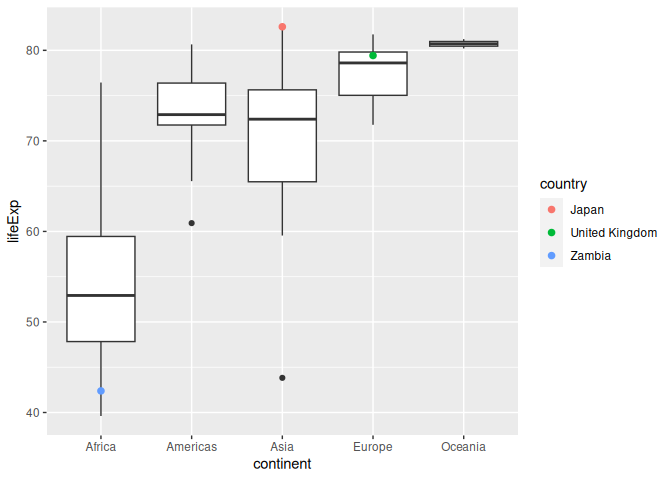 80
70
60
50
40
lifeExp
Africa
Americas
Asia
Europe
Oceania
continent
country
Japan
United Kingdom
Zambia